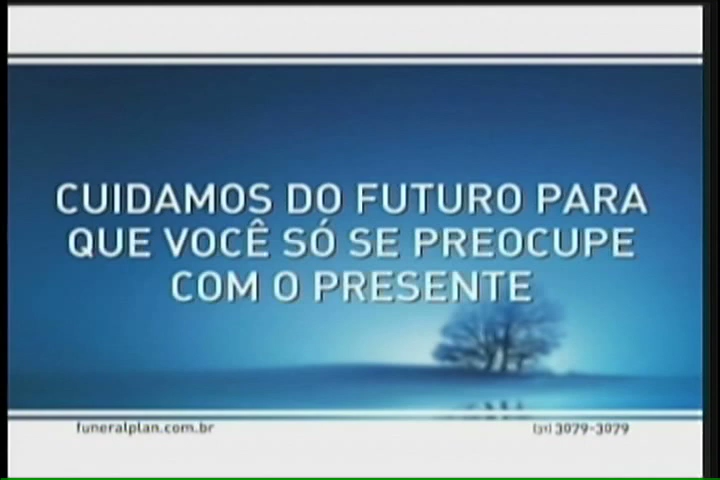 CUIDAMOS DO FUTURO PARA
QUE VOCÊ SÓ SE PREOCUPE
COM O PRESENTE
funeralplan.com.br
(31) 3079-3079